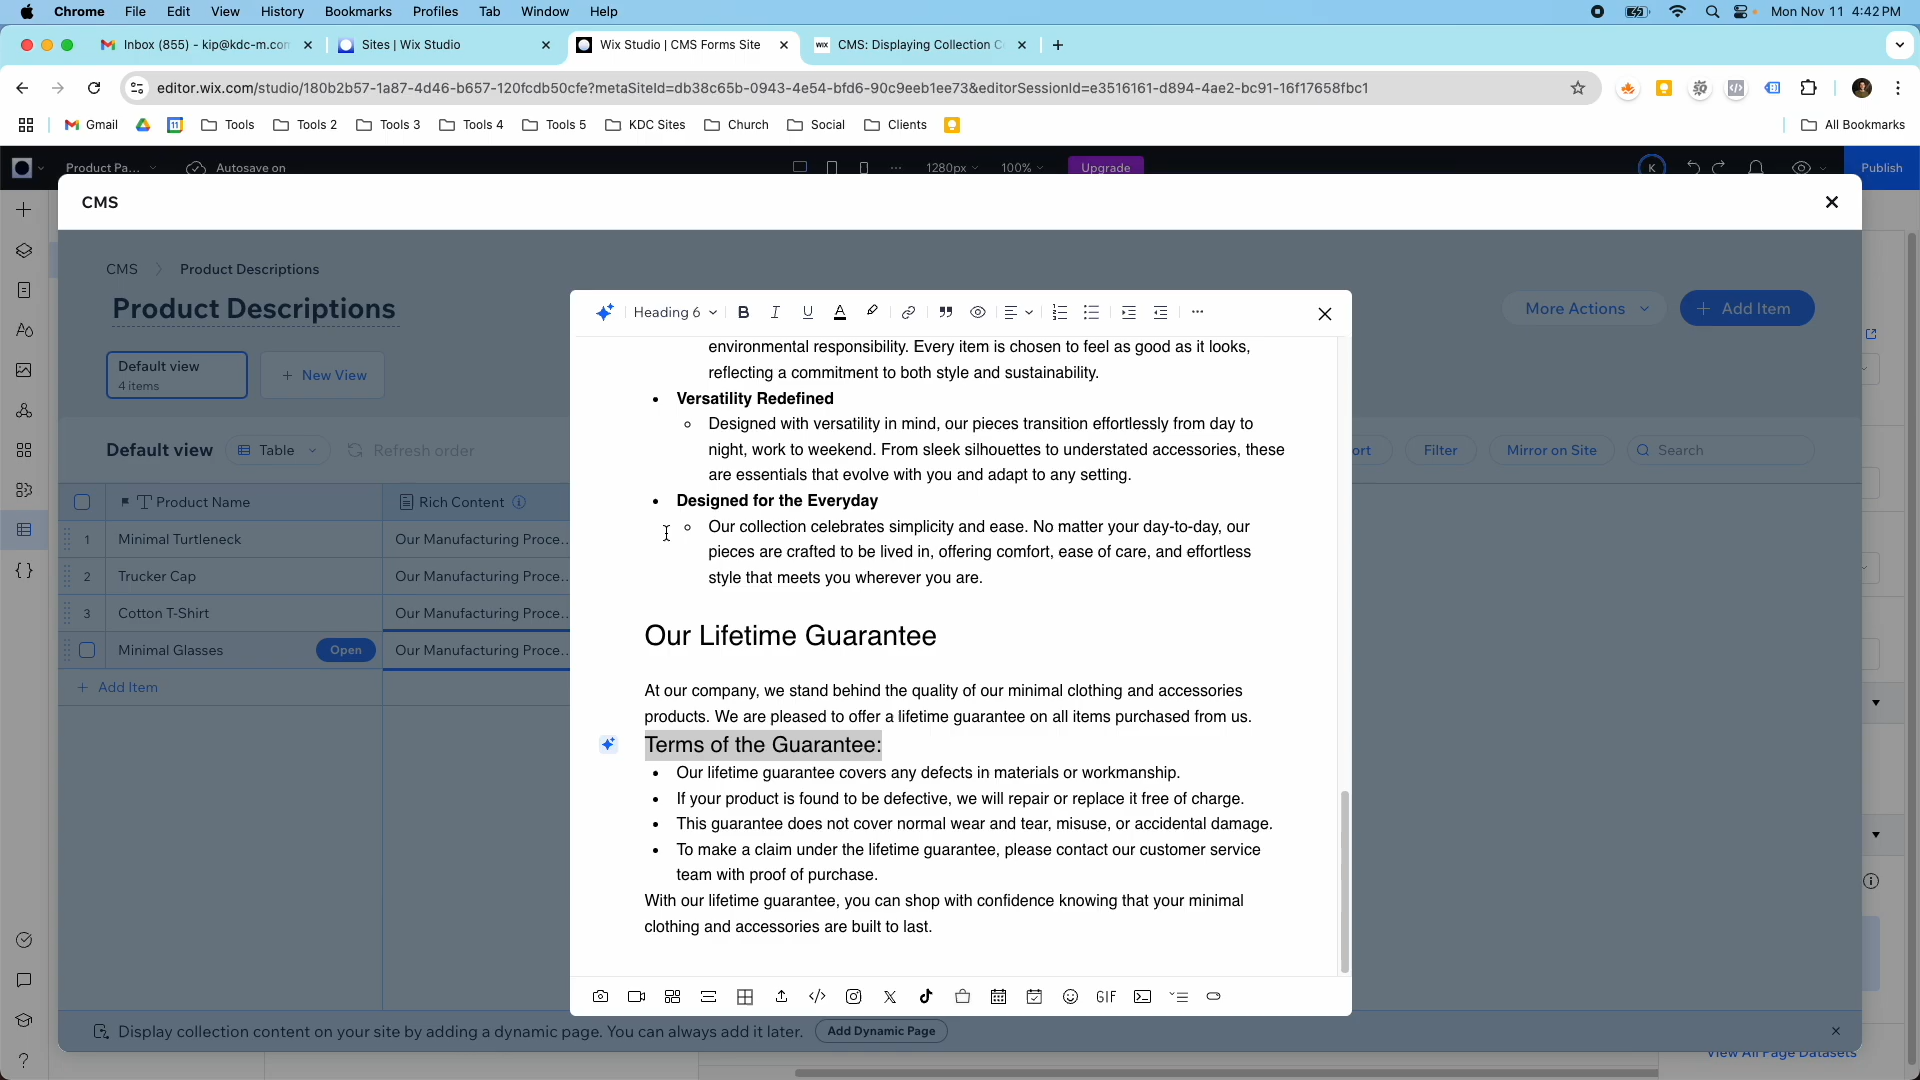 Chrome File Edit View History Bookmarks Profiles Tab Window Help Mon Nov 11 4:42 PM
Inbox (855) - kip@kdc-m.com Sites | Wix Studio Wix Studio | CMS Forms Site WIX CMS: Displaying Collection C
editor.wix.com/studio/180b2b57-1a87-4d46-b657-120fcdb50cfe?metaSiteId=db38c65b-0943-4e54-bfd6-90c9eeb1ee73&editorSessionId=e3516161-d894-4ae2-bc91-16f17658fbc1
Gmail Tools Tools 2 Tools 3 Tools 4 Tools 5 KDC Sites Church Social Clients All Bookmarks
Product Pa... Autosave on 1280px 100% Upgrade K Publish
CMS
CMS Product Descriptions
Product Descriptions
More Actions + Add Item
Default view
4 items
+ New View
Default view Table Refresh order
ort Filter Mirror on Site Search
Product Name Rich Content
1 Minimal Turtleneck Our Manufacturing Proce...
2 Trucker Cap Our Manufacturing Proce...
3 Cotton T-Shirt Our Manufacturing Proce...
Minimal Glasses Open Our Manufacturing Proce...
+ Add Item
Heading 6 B I U A
environmental responsibility. Every item is chosen to feel as good as it looks,
reflecting a commitment to both style and sustainability.
• Versatility Redefined
Designed with versatility in mind, our pieces transition effortlessly from day to
night, work to weekend. From sleek silhouettes to understated accessories, these
are essentials that evolve with you and adapt to any setting.
• Designed for the Everyday
Our collection celebrates simplicity and ease. No matter your day-to-day, our
pieces are crafted to be lived in, offering comfort, ease of care, and effortless
style that meets you wherever you are.
Our Lifetime Guarantee
At our company, we stand behind the quality of our minimal clothing and accessories
products. We are pleased to offer a lifetime guarantee on all items purchased from us.
Terms of the Guarantee:
• Our lifetime guarantee covers any defects in materials or workmanship.
• If your product is found to be defective, we will repair or replace it free of charge.
• This guarantee does not cover normal wear and tear, misuse, or accidental damage.
• To make a claim under the lifetime guarantee, please contact our customer service
team with proof of purchase.
With our lifetime guarantee, you can shop with confidence knowing that your minimal
clothing and accessories are built to last.
GIF
Display collection content on your site by adding a dynamic page. You can always add it later. Add Dynamic Page
View All Page Datasets